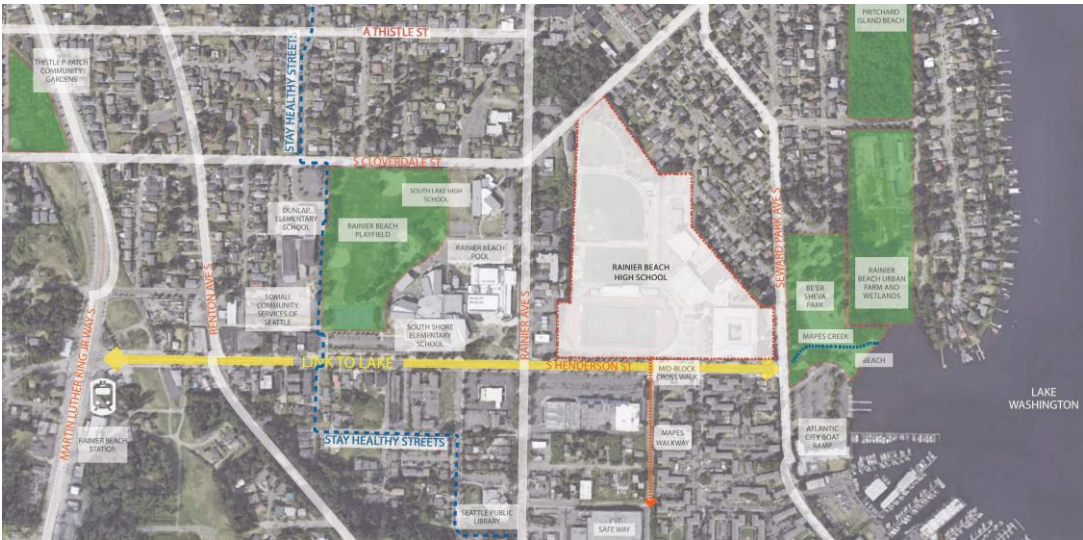 PRITCHARD
ISLAND BEACH
A THISTLE ST
STAY HEALTHY STREETS
THISTLE P-PATCH
COMMUNITY
GARDENS
S CLOVERDALE ST
SOUTH LAKE HIGH
SCHOOL
DUNLAP
ELEMENTARY
SCHOOL
RAINIER BEACH
PLAYFIELD
RAINIER BEACH
POOL
RAINIER BEACH
HIGH SCHOOL
SEWARD PARK AVE S
RENTON AVE S
SOMALI
COMMUNITY
SERVICES OF
SEATTLE
SOUTH SHORE
ELEMENTARY
SCHOOL
RAINIER AVE S
BE'ER
SHEVA
PARK
RAINIER
BEACH URBAN
FARM AND
WETLANDS
MAPES CREEK
BEACH
MARTIN LUTHER KING JR WAY S
LINK TO LAKE
S HENDERSON ST
MID-BLOCK
CROSS WALK
LAKE
WASHINGTON
RAINIER BEACH
STATION
STAY HEALTHY STREETS
MAPES
WALKWAY
ATLANTIC
CITY BOAT
RAMP
SEATTLE PUBLIC
LIBRARY
SAFE WAY